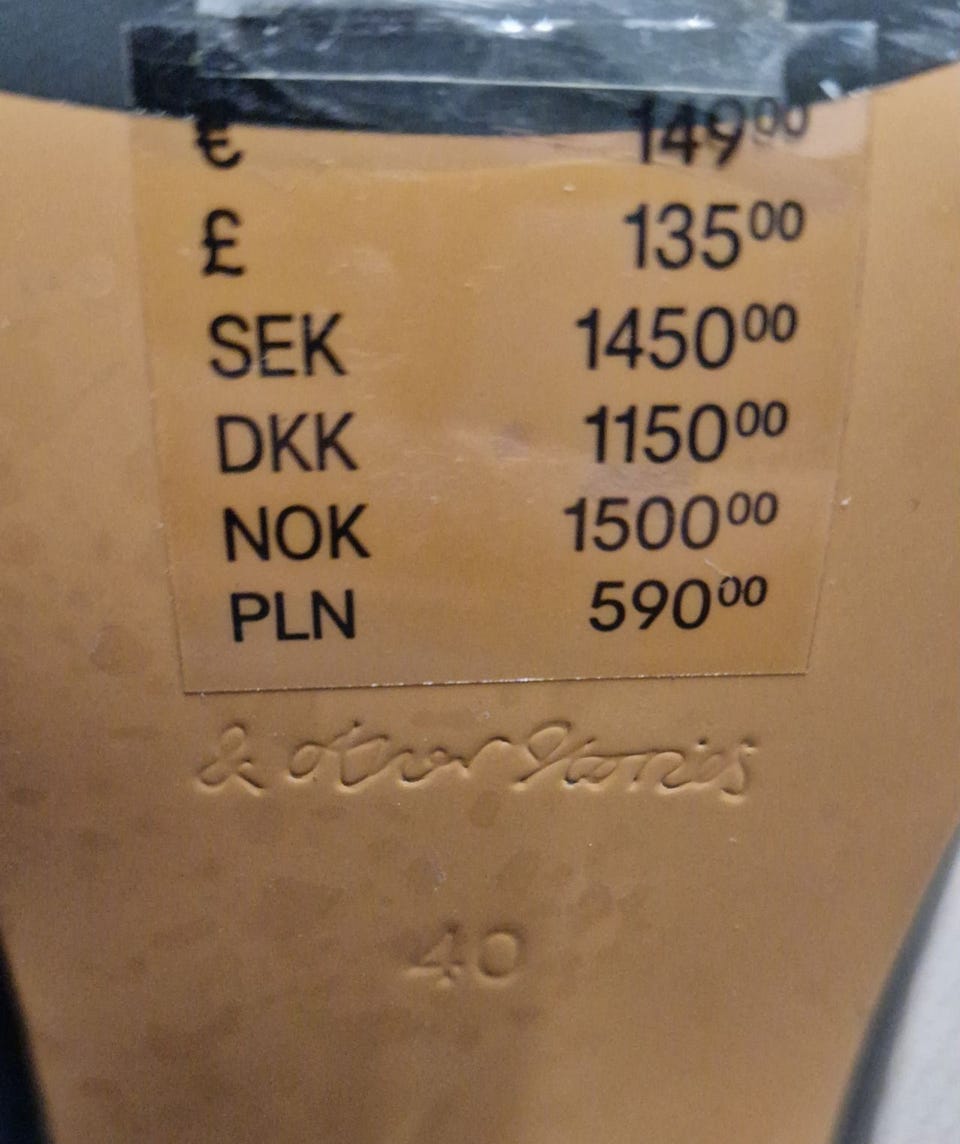 € 14900
£ 13500
SEK 145000
DKK 115000
NOK 150000
PLN 59000
& other Stories
40